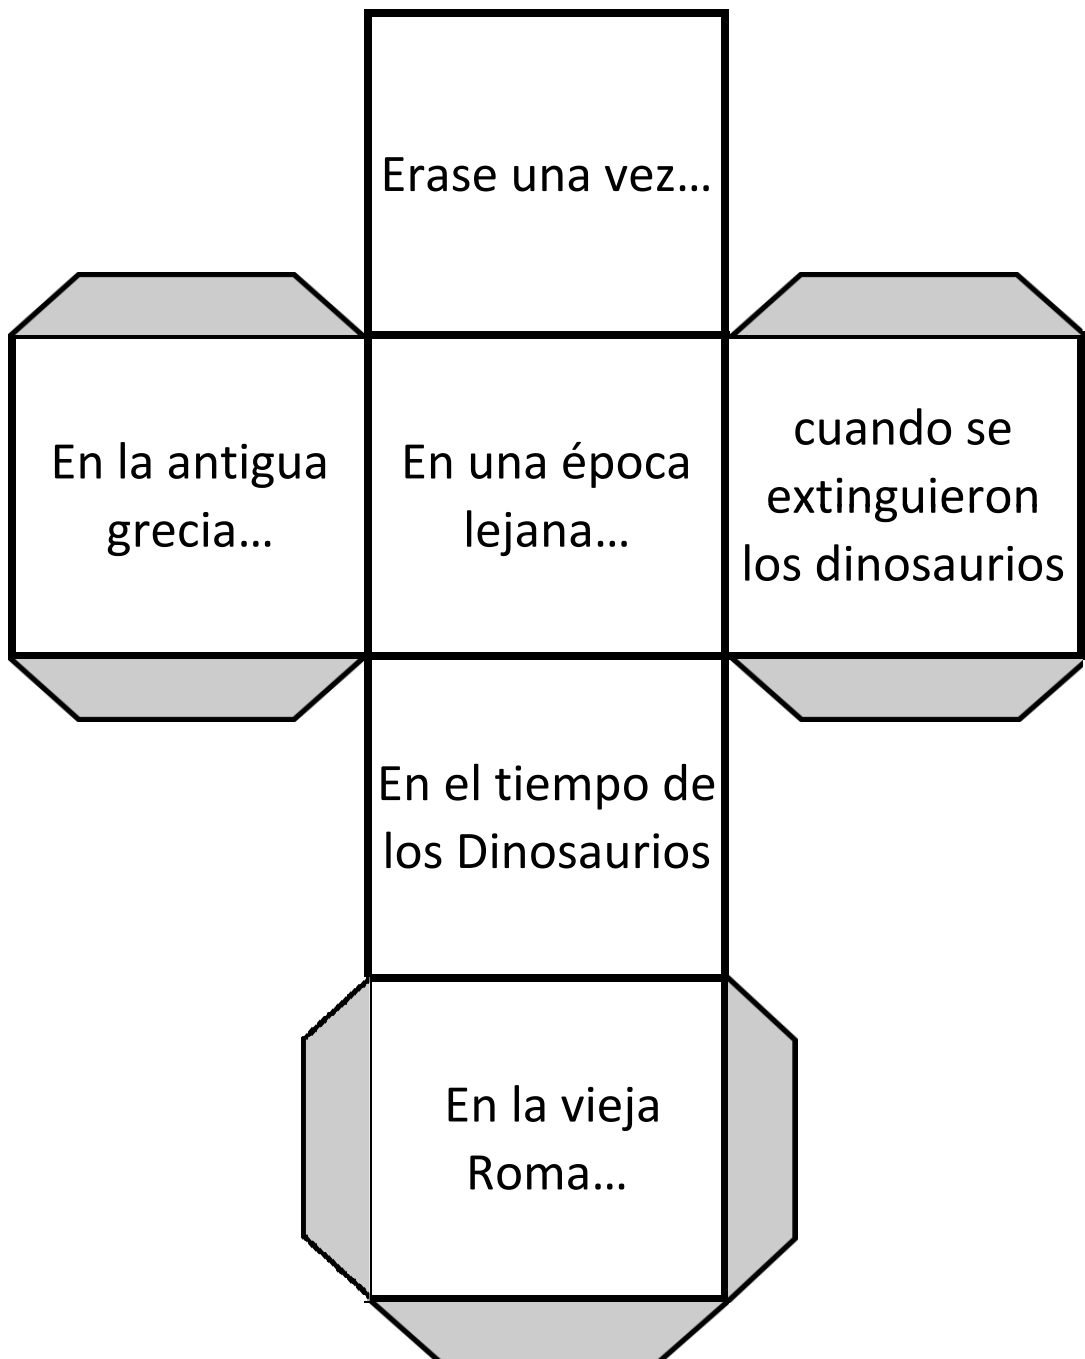 Erase una vez...
En la antigua
grecia...
En una época
lejana...
cuando se
extinguieron
los dinosaurios
En el tiempo de
los Dinosaurios
En la vieja
Roma...